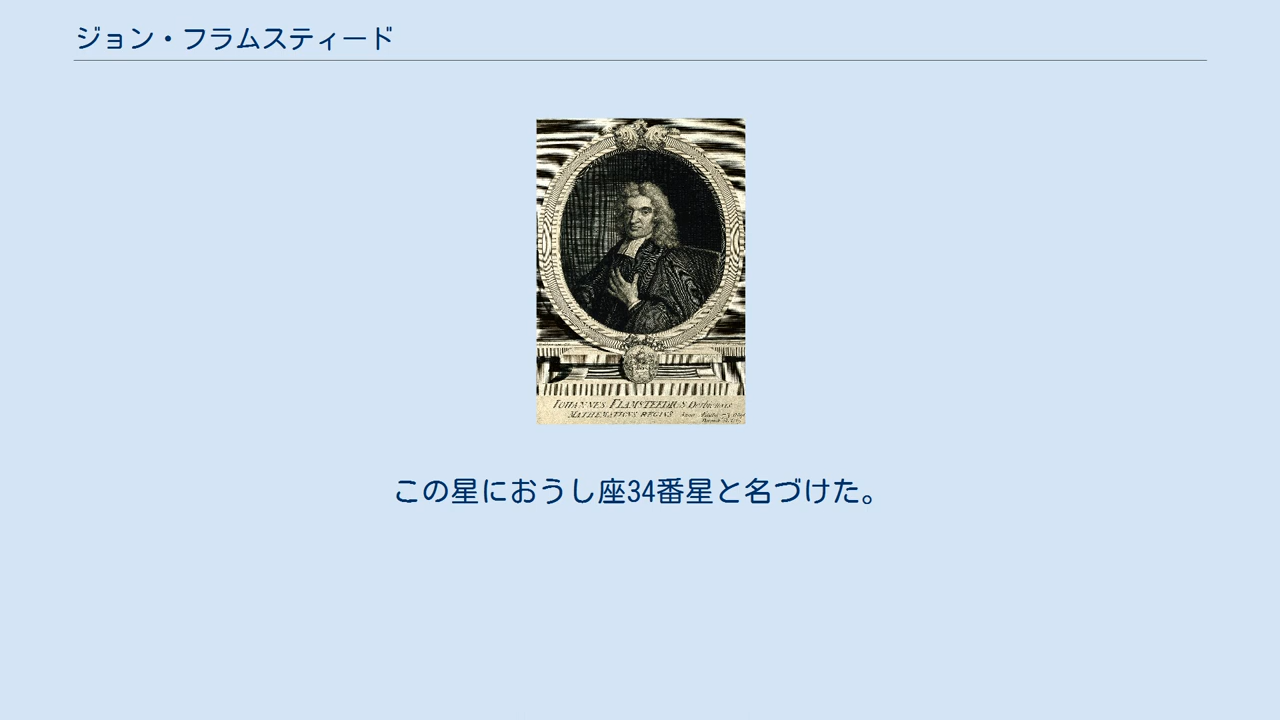 ジョン・フラムスティード
IOHANNES FLAMSTEEDIUS Derbiensis
MATHEMATICUS REGIUS
この星におうし座34番星と名づけた。